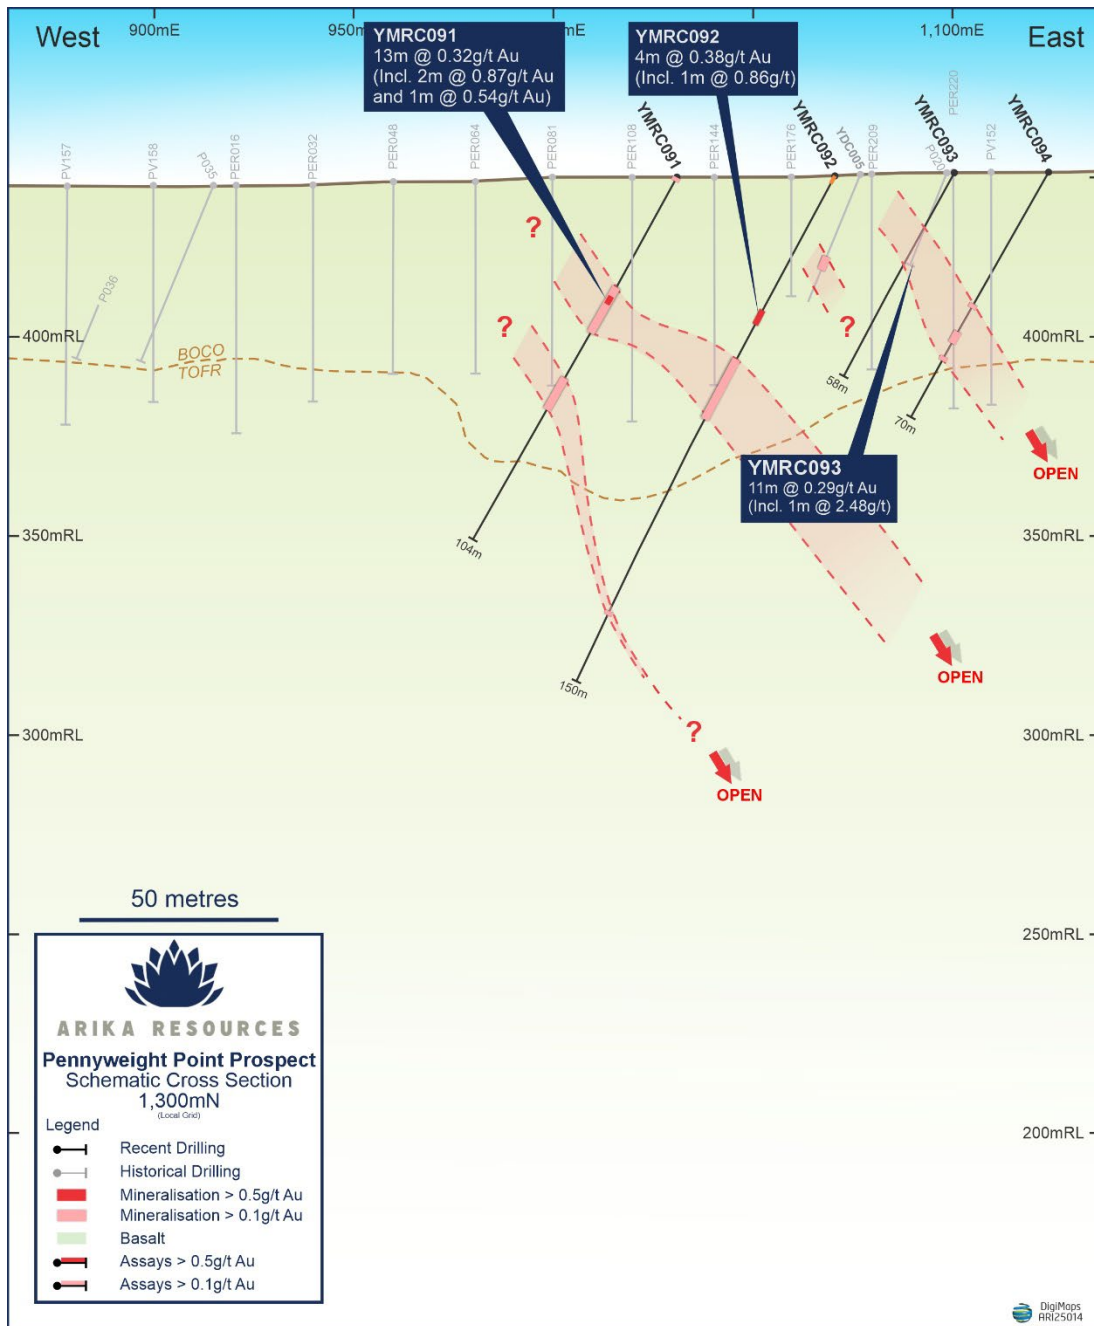 West
900mE
950m
mE
1,100mE
East
YMRC091
13m @ 0.32g/t Au
(Incl. 2m @ 0.87g/t Au
and 1m @ 0.54g/t Au)
YMRC092
4m @ 0.38g/t Au
(Incl. 1m @ 0.86g/t)
PV157
PV158
P035
PER016
PER032
PER048
PER064
PER081
PER108
YMRC091
PER144
PER176
YMRC092
YDC005
PER209
P020
YMRC093
PER220
PV152
YMRC094
P036
?
?
?
400mRL
400mRL
BOCO
TOFR
58m
70m
OPEN
YMRC093
11m @ 0.29g/t Au
(Incl. 1m @ 2.48g/t)
350mRL
350mRL
104m
150m
OPEN
300mRL
300mRL
?
OPEN
50 metres
250mRL
250mRL
200mRL
ARIKA RESOURCES
Pennyweight Point Prospect
Schematic Cross Section
1,300mN
(Local Grid)
Legend
Recent Drilling
Historical Drilling
Mineralisation > 0.5g/t Au
Mineralisation > 0.1g/t Au
Basalt
Assays > 0.5g/t Au
Assays > 0.1g/t Au
DigiMaps
ARI25014